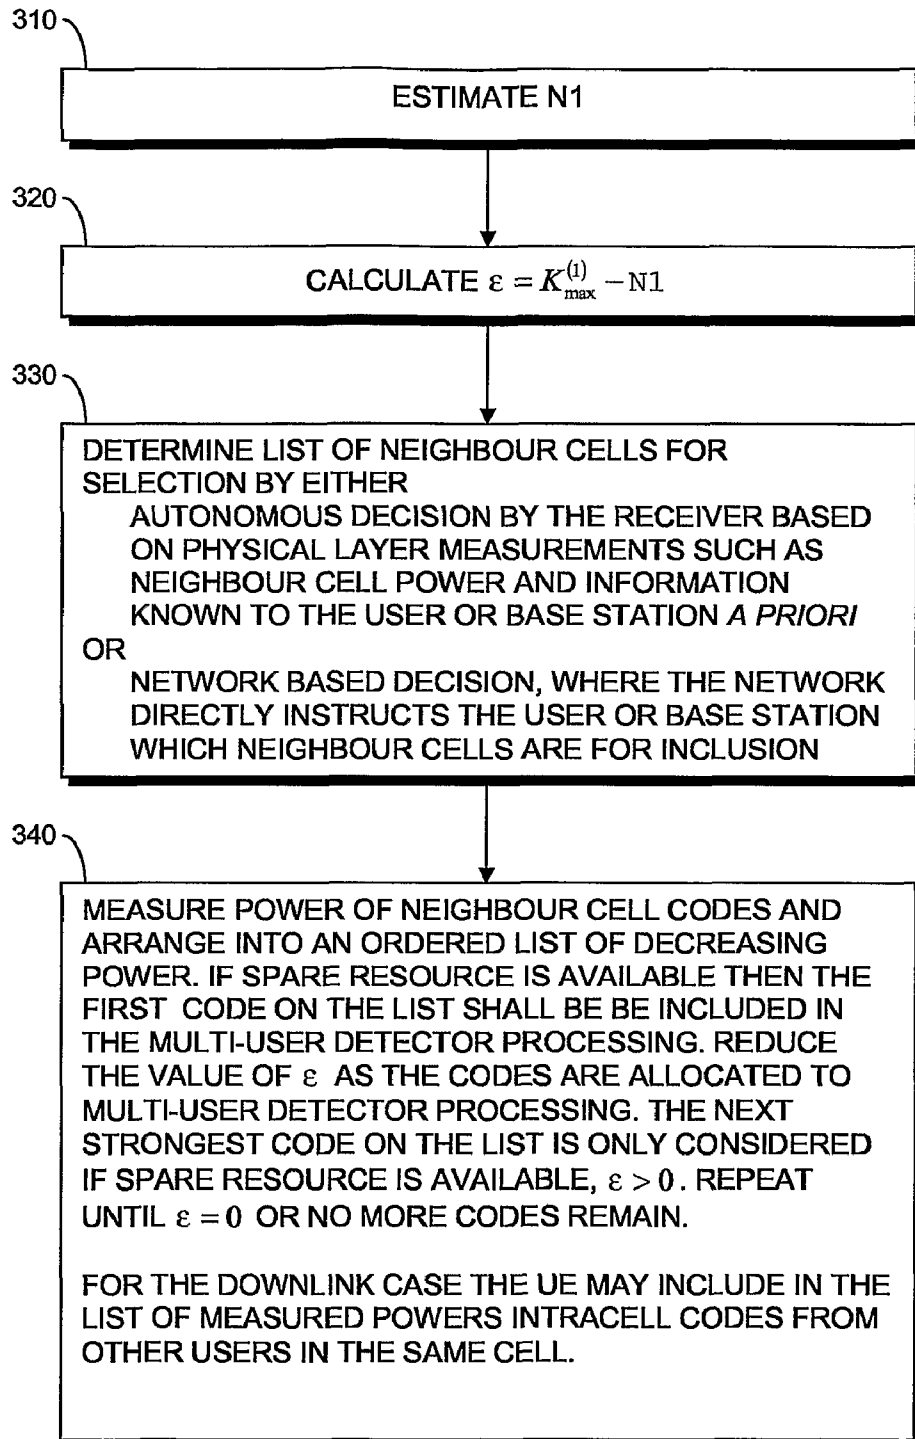 310
ESTIMATE N1
320
CALCULATE ε = K_max^(1) − N1
330
DETERMINE LIST OF NEIGHBOUR CELLS FOR
SELECTION BY EITHER
AUTONOMOUS DECISION BY THE RECEIVER BASED
ON PHYSICAL LAYER MEASUREMENTS SUCH AS
NEIGHBOUR CELL POWER AND INFORMATION
KNOWN TO THE USER OR BASE STATION A PRIORI
OR
NETWORK BASED DECISION, WHERE THE NETWORK
DIRECTLY INSTRUCTS THE USER OR BASE STATION
WHICH NEIGHBOUR CELLS ARE FOR INCLUSION
340
MEASURE POWER OF NEIGHBOUR CELL CODES AND
ARRANGE INTO AN ORDERED LIST OF DECREASING
POWER. IF SPARE RESOURCE IS AVAILABLE THEN THE
FIRST CODE ON THE LIST SHALL BE BE INCLUDED IN
THE MULTI-USER DETECTOR PROCESSING. REDUCE
THE VALUE OF ε AS THE CODES ARE ALLOCATED TO
MULTI-USER DETECTOR PROCESSING. THE NEXT
STRONGEST CODE ON THE LIST IS ONLY CONSIDERED
IF SPARE RESOURCE IS AVAILABLE, ε > 0. REPEAT
UNTIL ε = 0 OR NO MORE CODES REMAIN.
FOR THE DOWNLINK CASE THE UE MAY INCLUDE IN THE
LIST OF MEASURED POWERS INTRACELL CODES FROM
OTHER USERS IN THE SAME CELL.